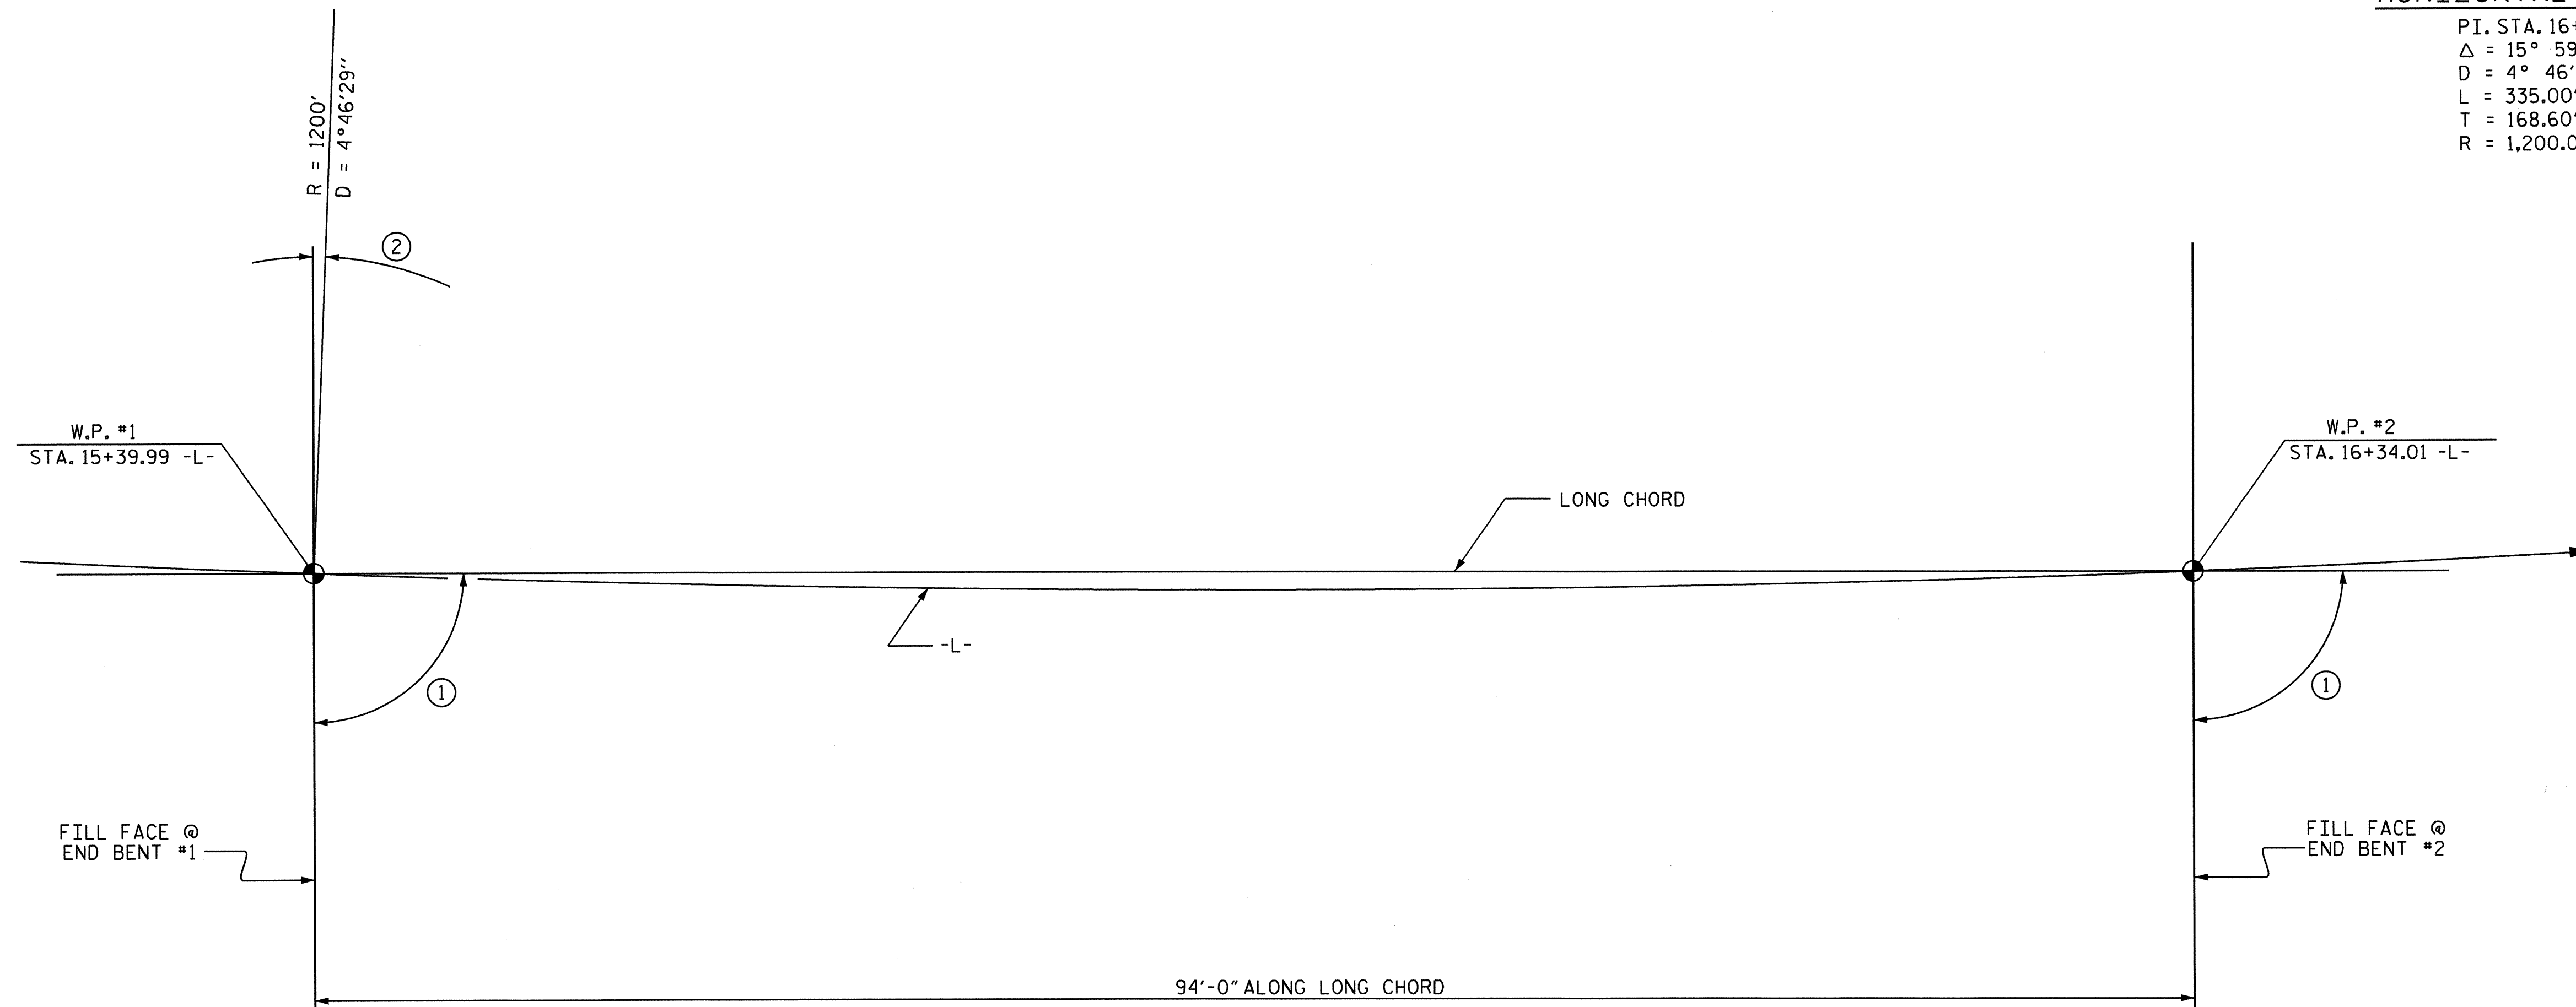 PI. STA. 16+
Δ = 15° 59
D = 4° 46'
L = 335.00'
T = 168.60'
R = 1,200.0
R = 1200'
D = 4°46'29''
2
W.P. #1
STA. 15+39.99 -L-
W.P. #2
STA. 16+34.01 -L-
LONG CHORD
-L-
1
1
FILL FACE @
END BENT #1
FILL FACE @
END BENT #2
94'-0" ALONG LONG CHORD